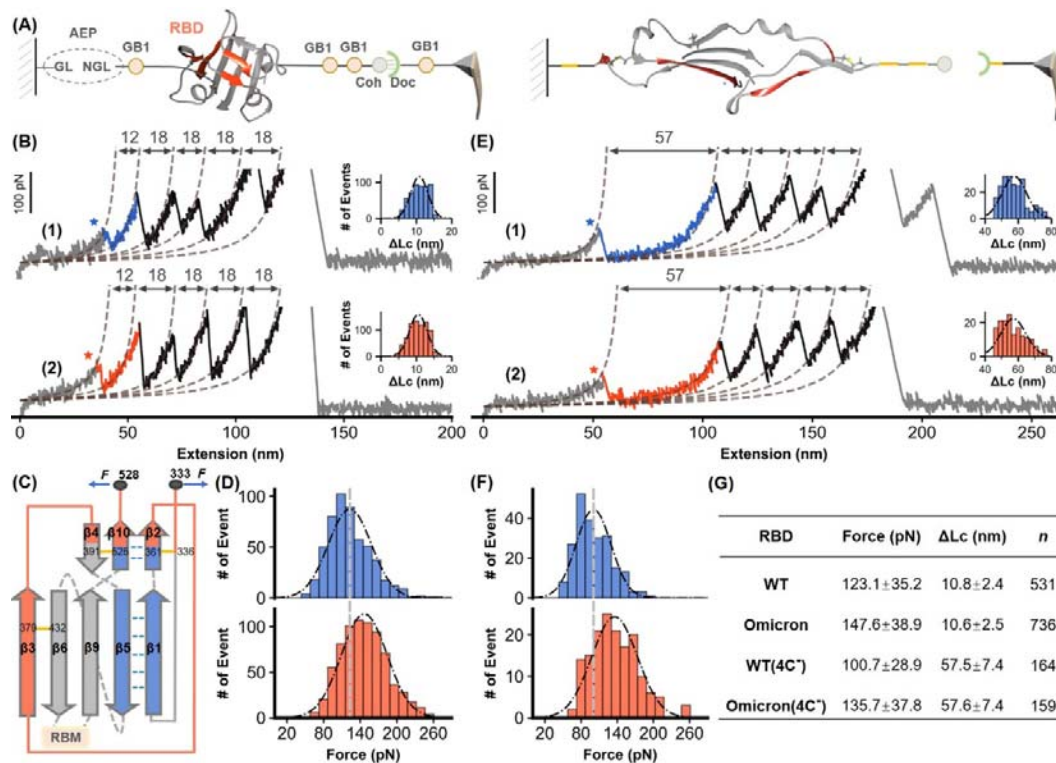 (A)
AEP
GL NGL
GB1
RBD
GB1 GB1
Coh Doc
GB1
(B)
12 18 18 18 18
100 pN
(1)
# of Events
100
0
0 10 20
ΔLc (nm)
12 18 18 18 18
(2)
# of Events
100
0
0 10 20
ΔLc (nm)
0 50 100 150 200
Extension (nm)
(E)
57
100 pN
(1)
20
0
40 60 80
ΔLc (nm)
57
(2)
20
0
40 60 80
ΔLc (nm)
0 50 100 150 200 250
Extension (nm)
(C)
F 528 333 F
β4 β10 β2
391 526 361 336
379 432
β3 β6 β9 β5 β1
RBM
(D)
# of Event
100
50
0
# of Event
100
50
0
20 80 140 200 260
Force (pN)
(F)
# of Event
40
20
0
# of Event
20
10
0
20 80 140 200 260
Force (pN)
(G)
RBD Force (pN) ΔLc (nm) n
WT 123.1±35.2 10.8±2.4 531
Omicron 147.6±38.9 10.6±2.5 736
WT(4C-) 100.7±28.9 57.5±7.4 164
Omicron(4C-) 135.7±37.8 57.6±7.4 159